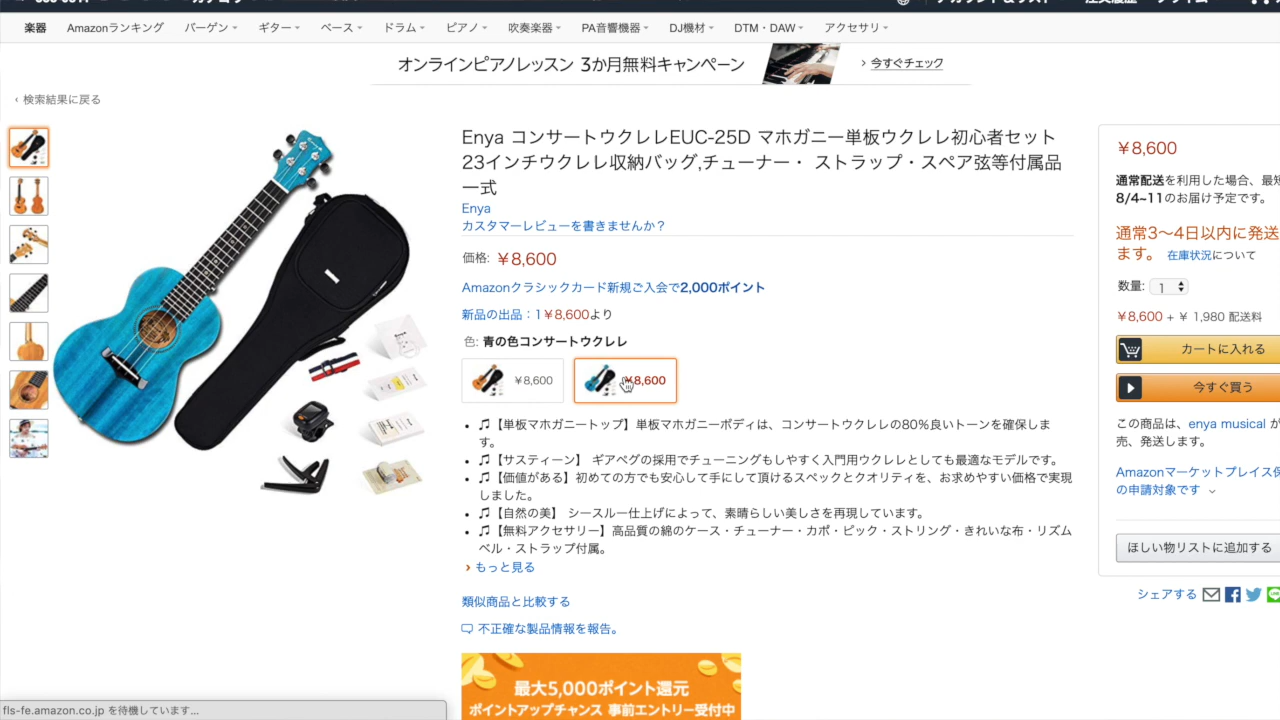 楽器 Amazonランキング バーゲン ギター ベース ドラム ピアノ 吹奏楽器 PA音響機器 DJ機材 DTM・DAW アクセサリ
オンラインピアノレッスン 3か月無料キャンペーン › 今すぐチェック
‹ 検索結果に戻る
Enya コンサートウクレレEUC-25D マホガニー単板ウクレレ初心者セット
23インチウクレレ収納バッグ,チューナー・ ストラップ・スペア弦等付属品
一式
Enya
カスタマーレビューを書きませんか？
価格: ￥8,600
Amazonクラシックカード新規ご入会で2,000ポイント
新品の出品：1￥8,600より
色: 青の色コンサートウクレレ
￥8,600
￥8,600
• ♫【単板マホガニートップ】単板マホガニーボディは、コンサートウクレレの80％良いトーンを確保しま
す。
• ♫【サスティーン】 ギアペグの採用でチューニングもしやすく入門用ウクレレとしても最適なモデルです。
• ♫【価値がある】初めての方でも安心して手にして頂けるスペックとクオリティを、お求めやすい価格で実現
しました。
• ♫【自然の美】 シースルー仕上げによって、素晴らしい美しさを再現しています。
• ♫【無料アクセサリー】高品質の綿のケース・チューナー・カポ・ピック・ストリング・きれいな布・リズム
ベル・ストラップ付属。
› もっと見る
類似商品と比較する
不正確な製品情報を報告。
最大5,000ポイント還元
ポイントアップチャンス 事前エントリー受付中
￥8,600
通常配送を利用した場合、最短
8/4~11のお届け予定です。
通常3〜4日以内に発送
ます。 在庫状況について
数量: 1
￥8,600 + ￥ 1,980 配送料
カートに入れる
今すぐ買う
この商品は、enya musical が
売、発送します。
Amazonマーケットプレイス保
の申請対象です
ほしい物リストに追加する
シェアする
fls-fe.amazon.co.jp を待機しています...